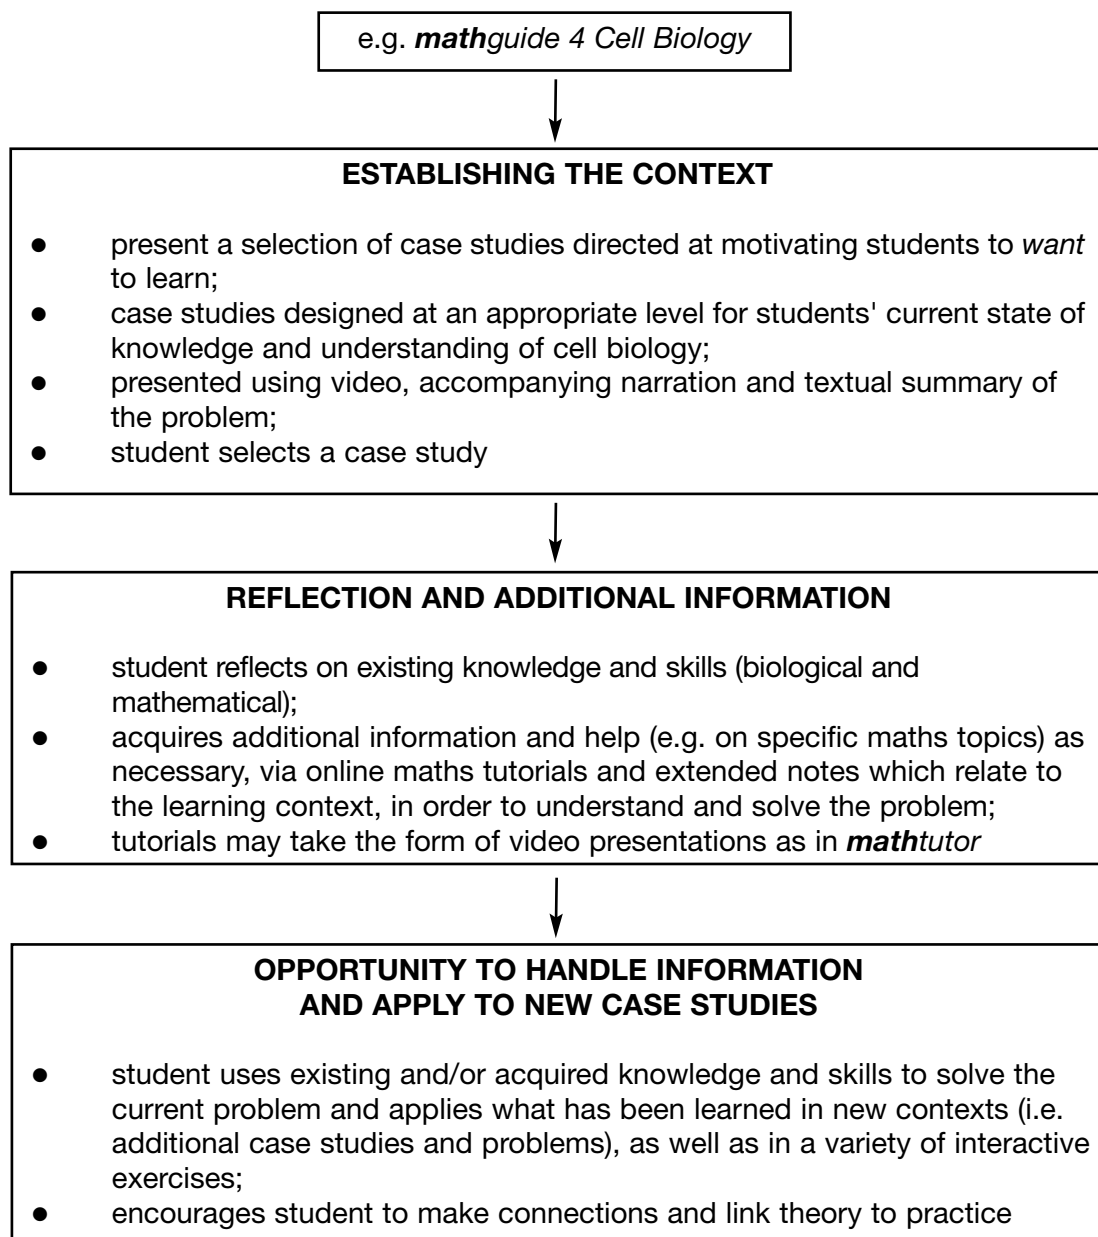 e.g. mathguide 4 Cell Biology
ESTABLISHING THE CONTEXT
● present a selection of case studies directed at motivating students to want
to learn;
● case studies designed at an appropriate level for students' current state of
knowledge and understanding of cell biology;
● presented using video, accompanying narration and textual summary of
the problem;
● student selects a case study
REFLECTION AND ADDITIONAL INFORMATION
● student reflects on existing knowledge and skills (biological and
mathematical);
● acquires additional information and help (e.g. on specific maths topics) as
necessary, via online maths tutorials and extended notes which relate to
the learning context, in order to understand and solve the problem;
● tutorials may take the form of video presentations as in mathtutor
OPPORTUNITY TO HANDLE INFORMATION
AND APPLY TO NEW CASE STUDIES
● student uses existing and/or acquired knowledge and skills to solve the
current problem and applies what has been learned in new contexts (i.e.
additional case studies and problems), as well as in a variety of interactive
exercises;
● encourages student to make connections and link theory to practice